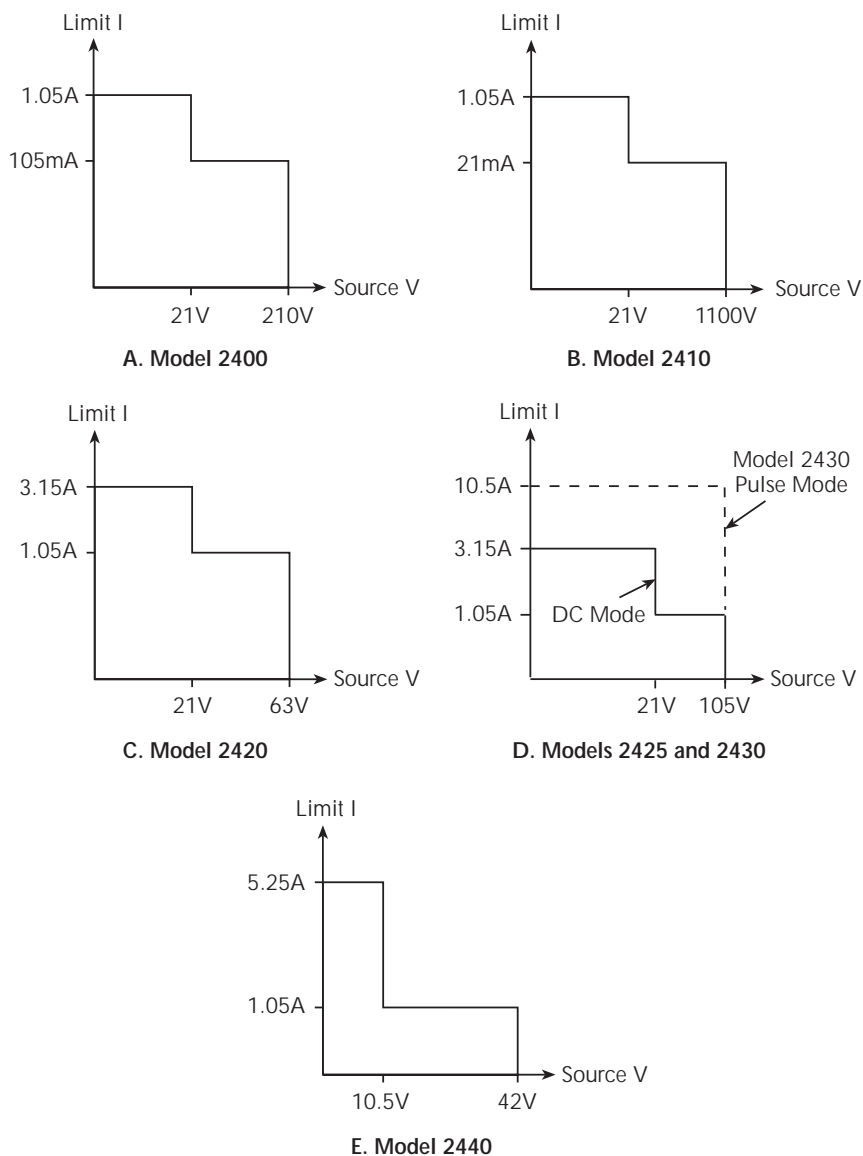 Limit I
1.05A
105mA
Source V
21V
210V
A. Model 2400
Limit I
1.05A
21mA
Source V
21V
1100V
B. Model 2410
Limit I
3.15A
1.05A
Source V
21V
63V
C. Model 2420
Limit I
Model 2430
Pulse Mode
10.5A
3.15A
DC Mode
1.05A
Source V
21V
105V
D. Models 2425 and 2430
Limit I
5.25A
1.05A
Source V
10.5V
42V
E. Model 2440